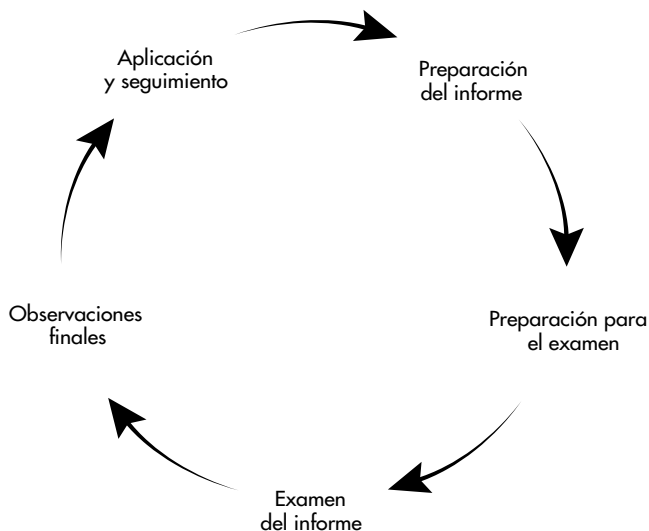 Aplicación
y seguimiento
Preparación
del informe
Observaciones
finales
Preparación para
el examen
Examen
del informe